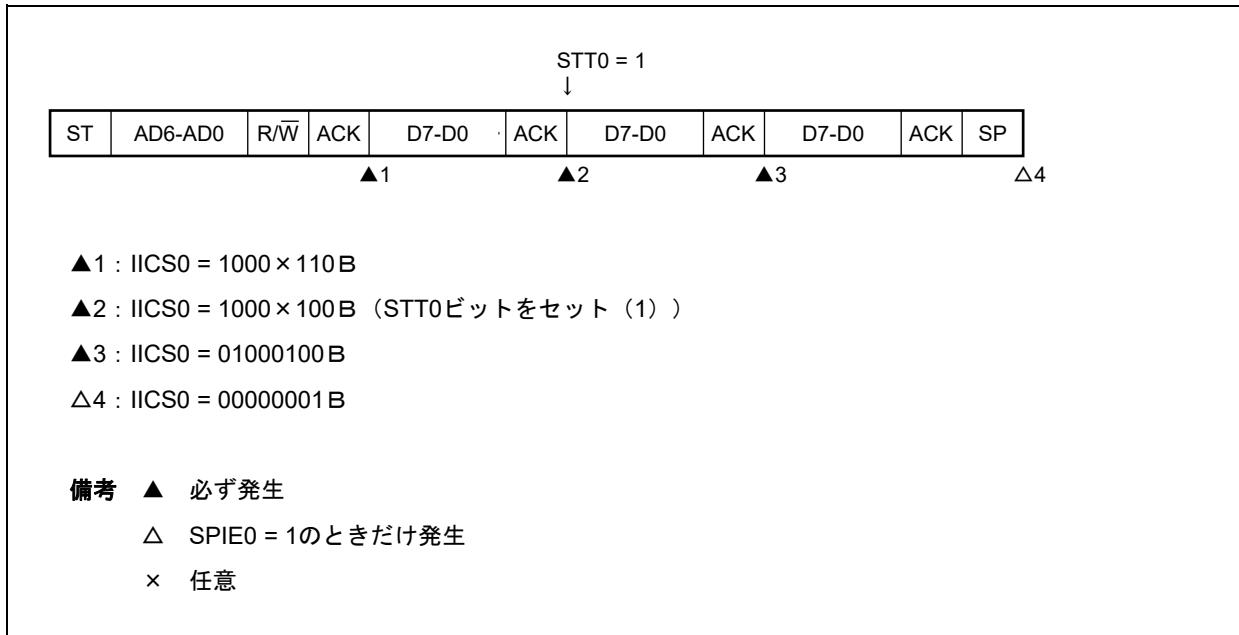 STT0 = 1
↓
ST AD6-AD0 R/W̅ ACK D7-D0 ACK D7-D0 ACK D7-D0 ACK SP
▲1 ▲2 ▲3 △4
▲1：IICS0 = 1000×110B
▲2：IICS0 = 1000×100B（STT0ビットをセット（1））
▲3：IICS0 = 01000100B
△4：IICS0 = 00000001B
備考 ▲ 必ず発生
△ SPIE0 = 1のときだけ発生
× 任意